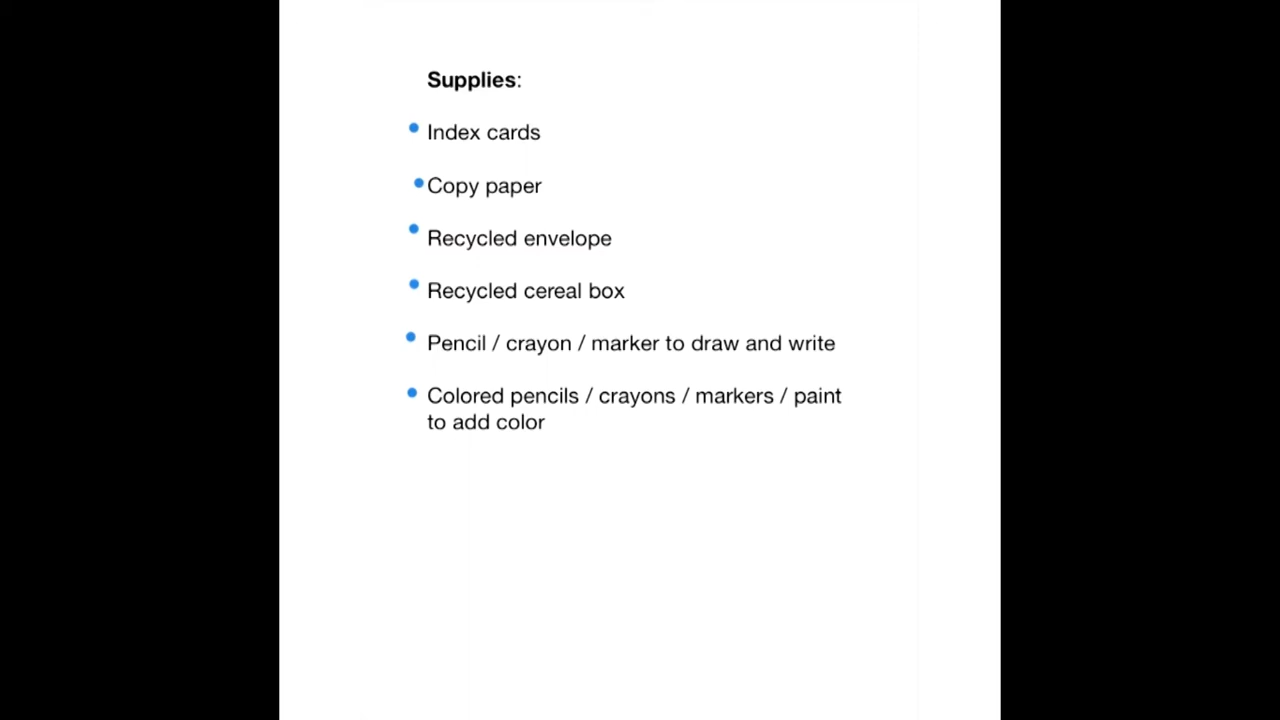 Supplies:
• Index cards
• Copy paper
• Recycled envelope
• Recycled cereal box
• Pencil / crayon / marker to draw and write
• Colored pencils / crayons / markers / paint
to add color